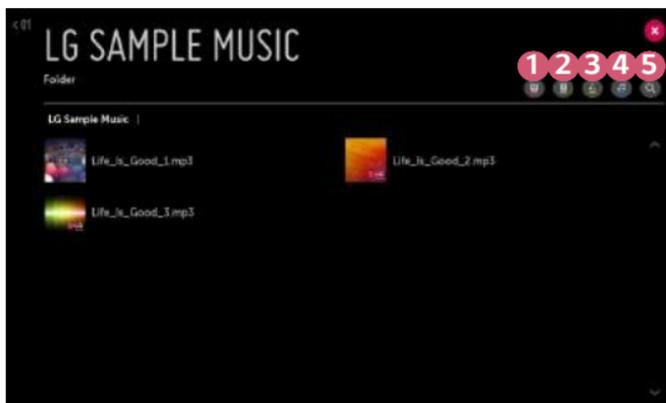 < 01
LG SAMPLE MUSIC
x
Folder
1 2 3 4 5
LG Sample Music |
Life_Is_Good_1.mp3
Life_Is_Good_2.mp3
Life_Is_Good_3.mp3